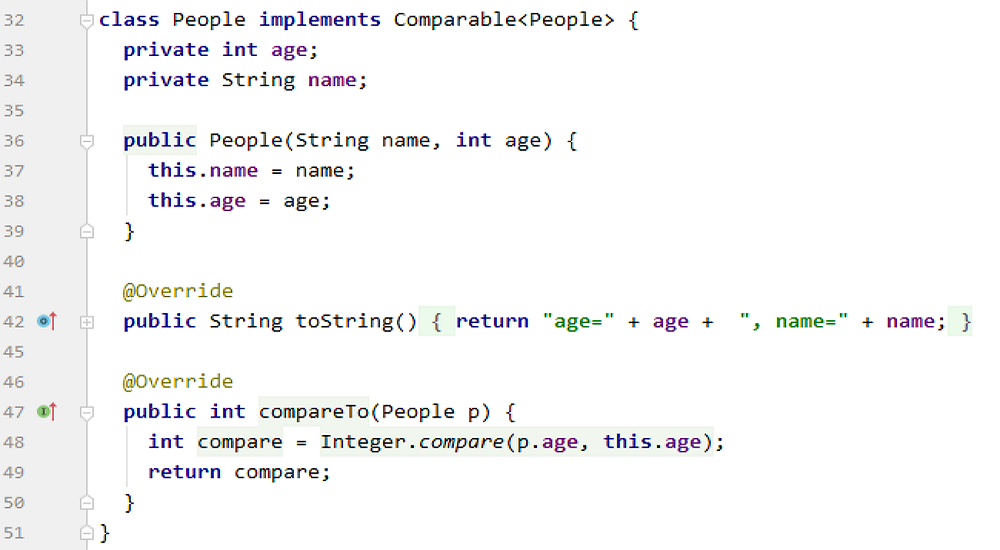 32 class People implements Comparable<People> {
33 private int age;
34 private String name;
35
36 public People(String name, int age) {
37 this.name = name;
38 this.age = age;
39 }
40
41 @Override
42 public String toString() { return "age=" + age +  ", name=" + name; }
45
46 @Override
47 public int compareTo(People p) {
48 int compare = Integer.compare(p.age, this.age);
49 return compare;
50 }
51 }